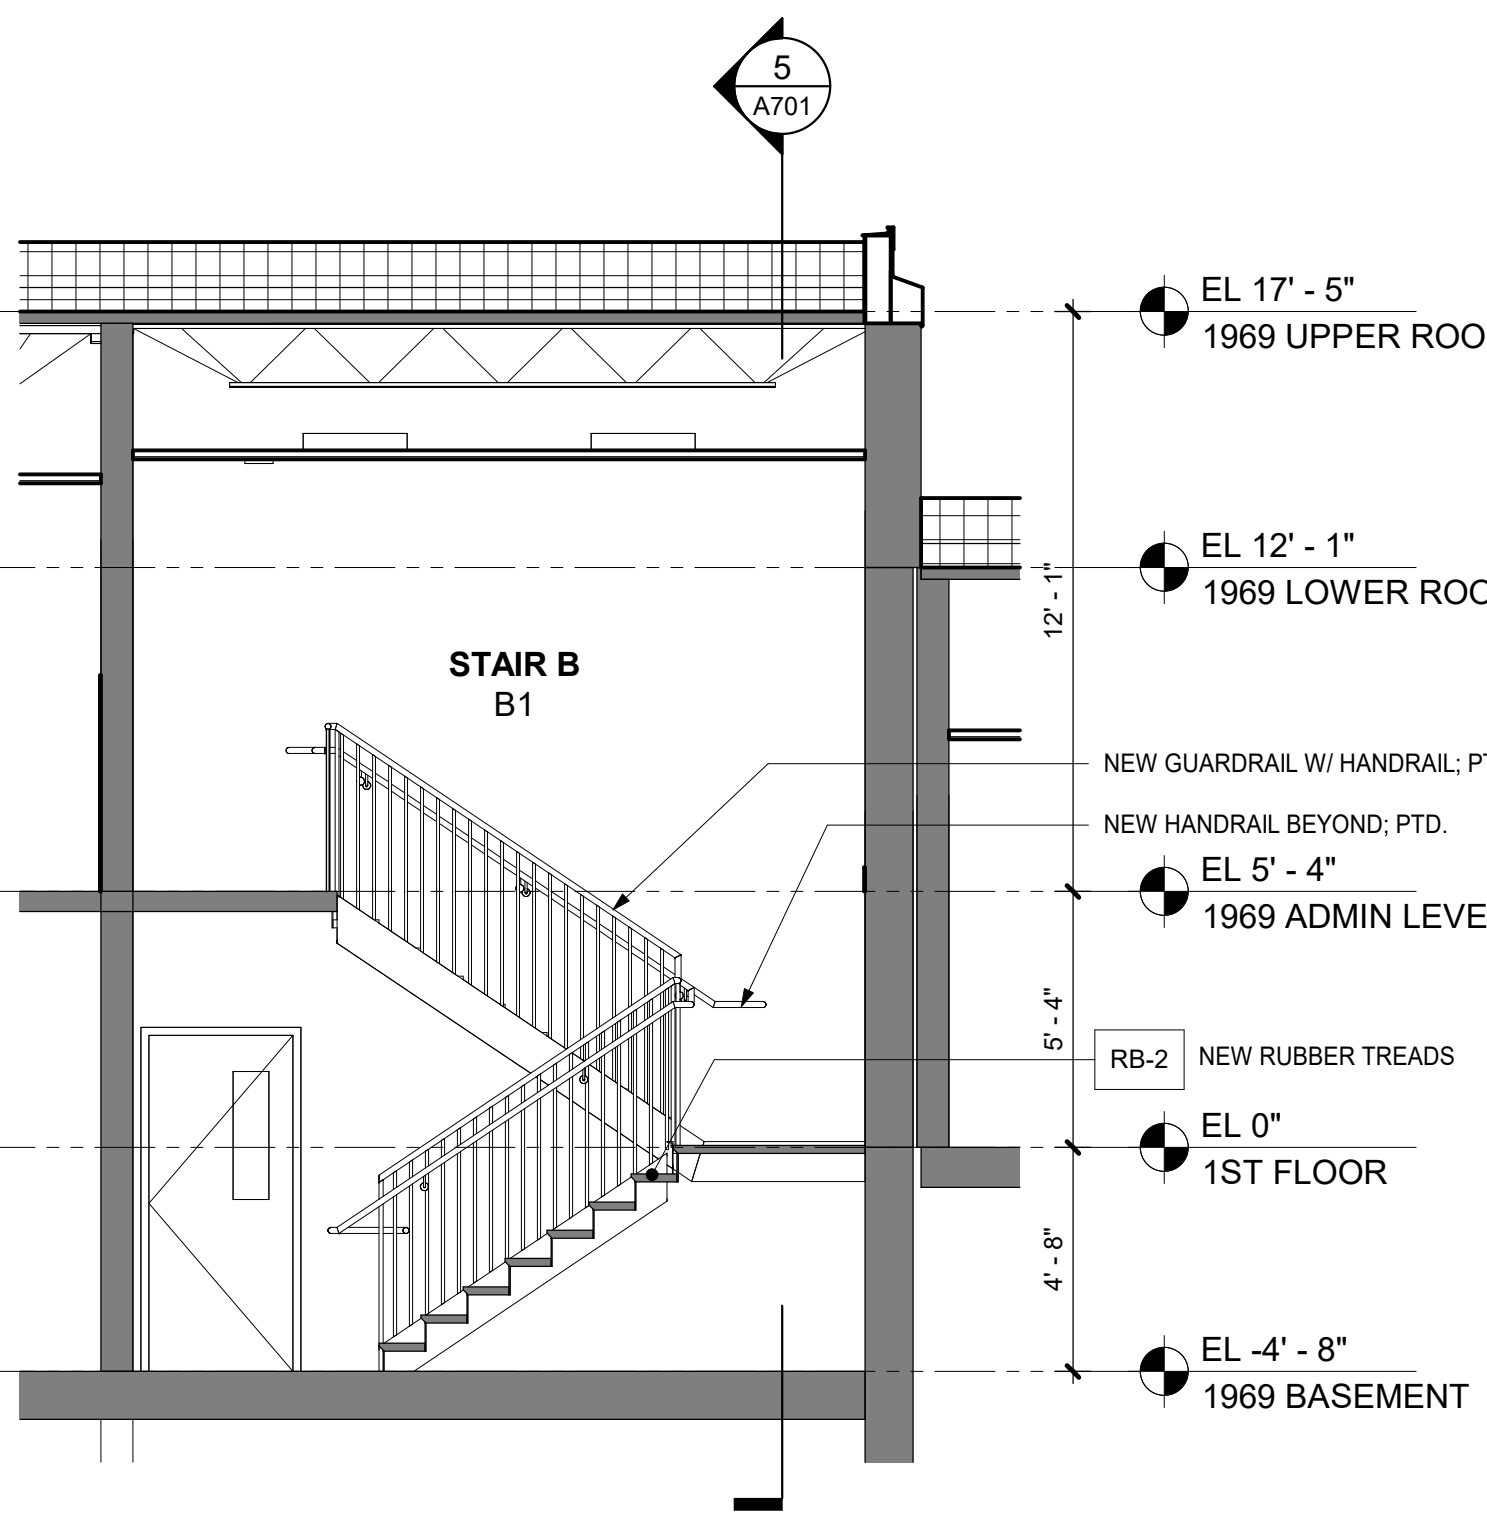 5
A701
EL 17' - 5"
1969 UPPER ROO
EL 12' - 1"
1969 LOWER
12' - 1"
STAIR B
B1
NEW GUARDRAIL W/ HANDRAIL;
NEW HANDRAIL BEYOND; PTD.
EL 5' - 4"
1969 ADMIN LEVE
5' - 4"
RB-2 NEW RUBBER TREADS
EL 0"
1ST FLOOR
4' - 8"
EL -4' - 8"
1969 BASEMENT